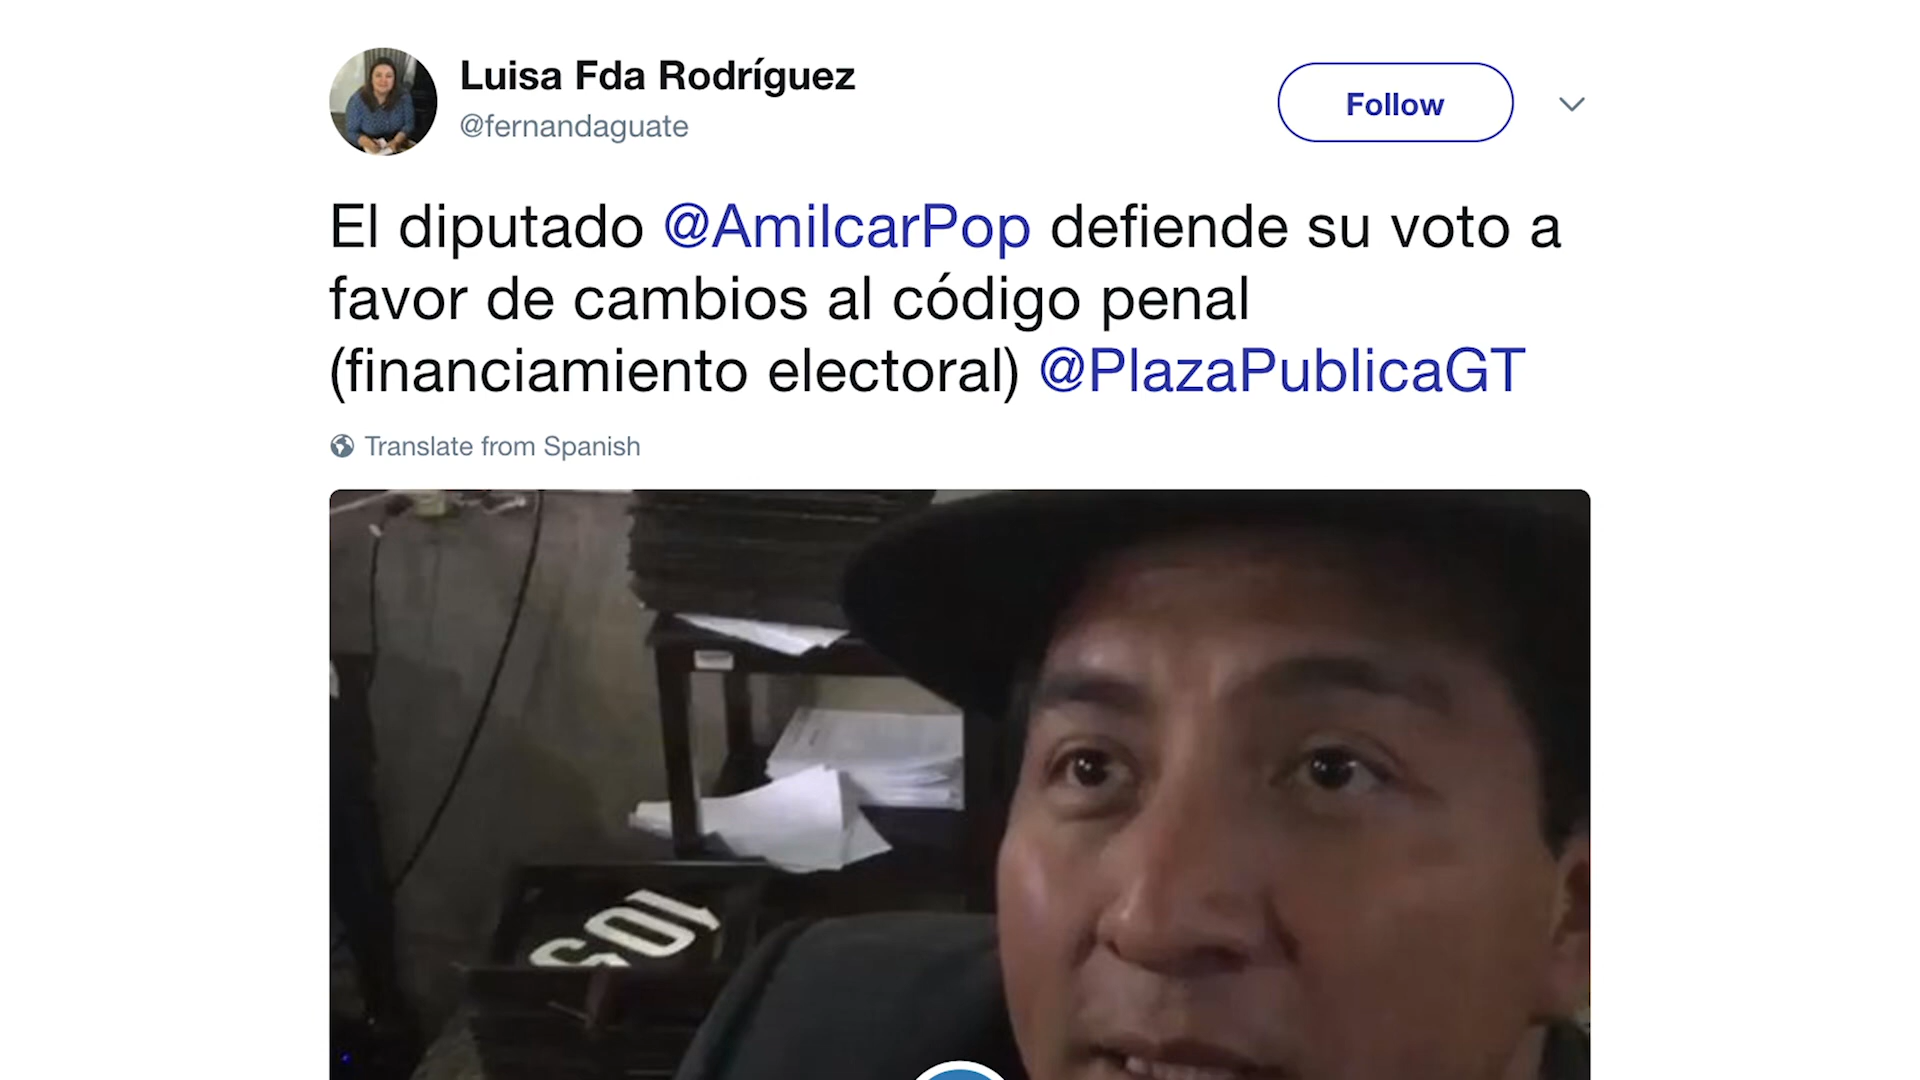 Luisa Fda Rodríguez
@fernandaguate
Follow
El diputado @AmilcarPop defiende su voto a
favor de cambios al código penal
(financiamiento electoral) @PlazaPublicaGT
Translate from Spanish